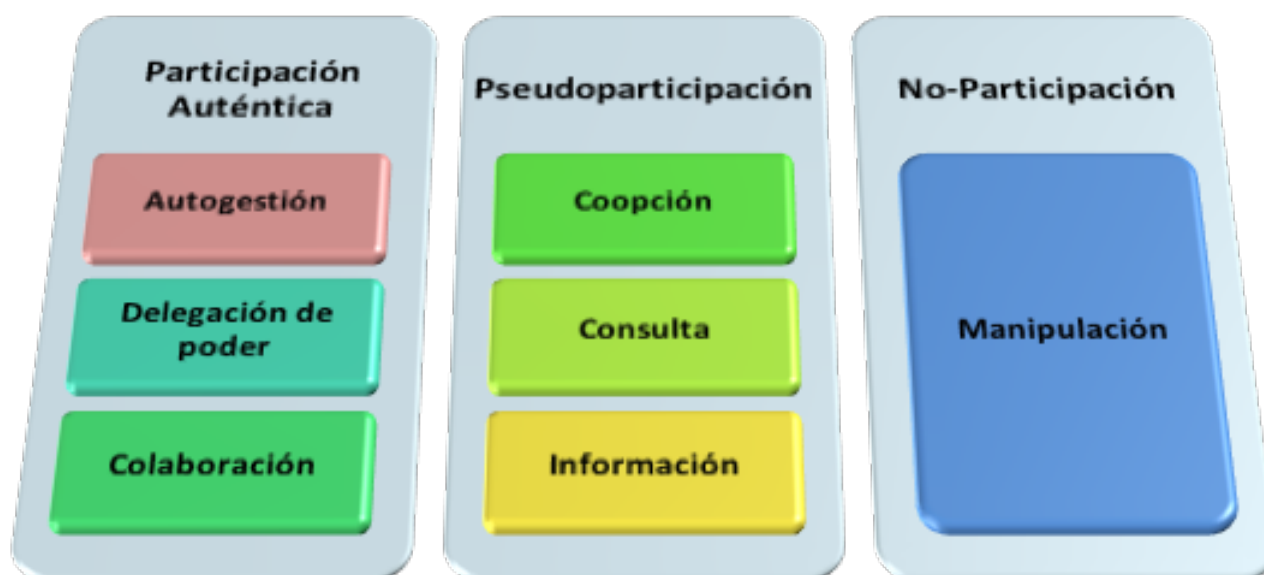 Participación
Auténtica
Autogestión
Delegación de
poder
Colaboración
Pseudoparticipación
Coopción
Consulta
Información
No-Participación
Manipulación